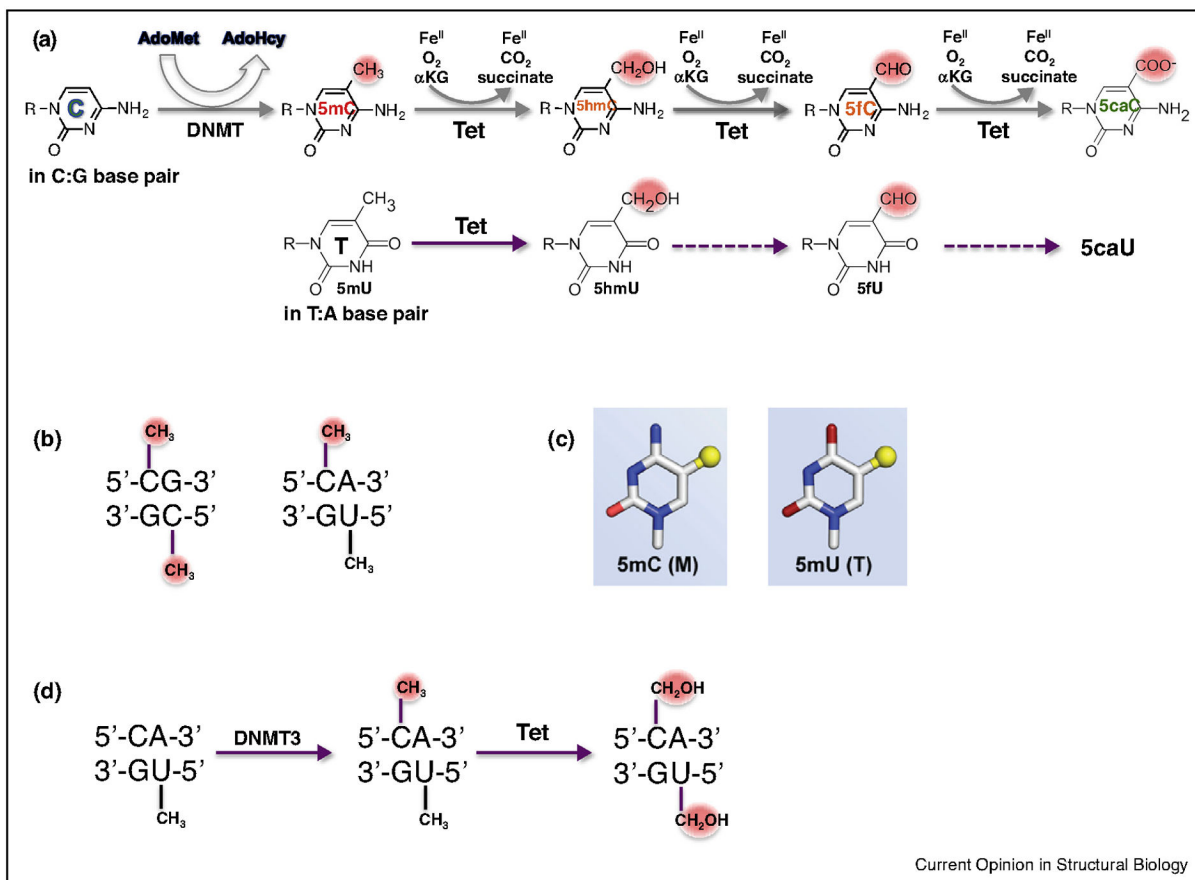 (a)
AdoMet AdoHcy
Fe^II Fe^II Fe^II Fe^II Fe^II Fe^II
O2 CO2 O2 CO2 O2 CO2
αKG succinate αKG succinate αKG succinate
CH3 CH2OH CHO COO-
R-N C NH2 R-N 5mC NH2 R-N 5hmC NH2 R-N 5fC NH2 R-N 5caC NH2
N N N N N
DNMT Tet Tet Tet
O O O O O
in C:G base pair
CH3 CH2OH CHO
Tet
R-N T O R-N O R-N O 5caU
NH NH NH
O 5mU O 5hmU O 5fU
in T:A base pair
(b)
CH3 CH3
5’-CG-3’ 5’-CA-3’
3’-GC-5’ 3’-GU-5’
CH3 CH3
(c)
5mC (M) 5mU (T)
(d)
CH3 CH2OH
5’-CA-3’ DNMT3 5’-CA-3’ Tet 5’-CA-3’
3’-GU-5’ 3’-GU-5’ 3’-GU-5’
CH3 CH3 CH2OH
Current Opinion in Structural Biology